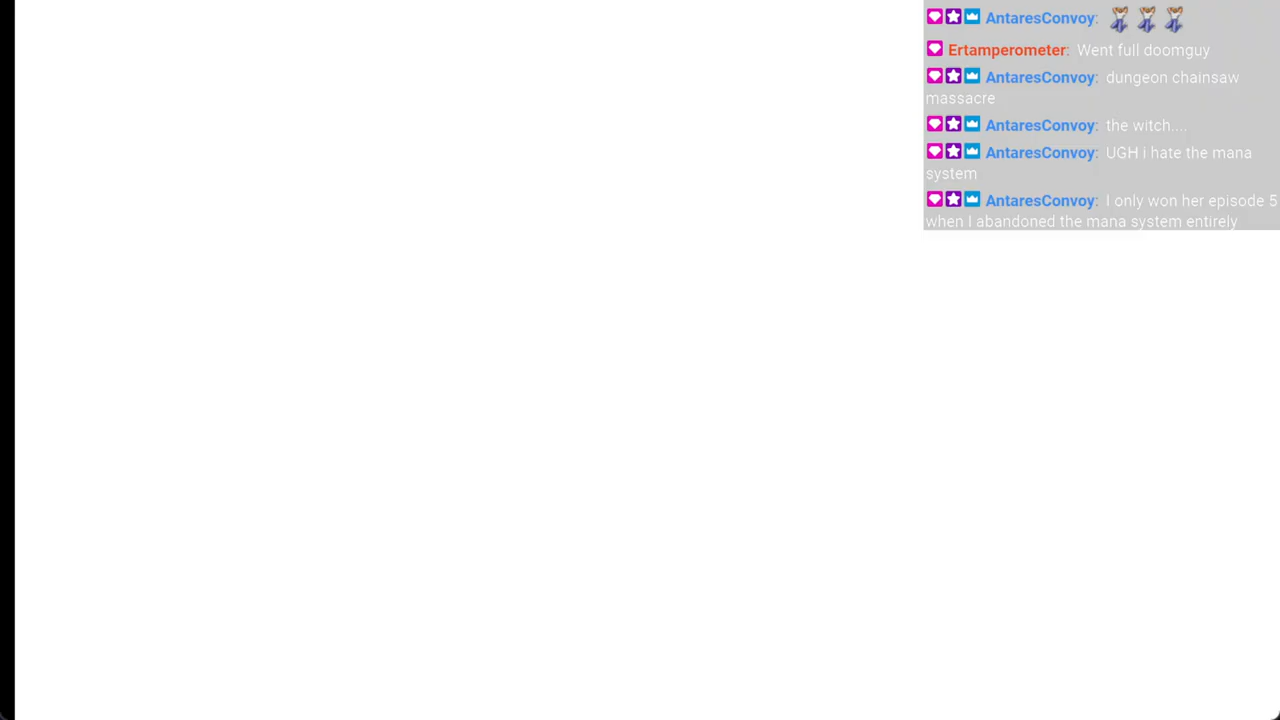 AntaresConvoy:
Ertamperometer: Went full doomguy
AntaresConvoy: dungeon chainsaw
massacre
AntaresConvoy: the witch....
AntaresConvoy: UGH i hate the mana
system
AntaresConvoy: I only won her episode 5
when I abandoned the mana system entirely